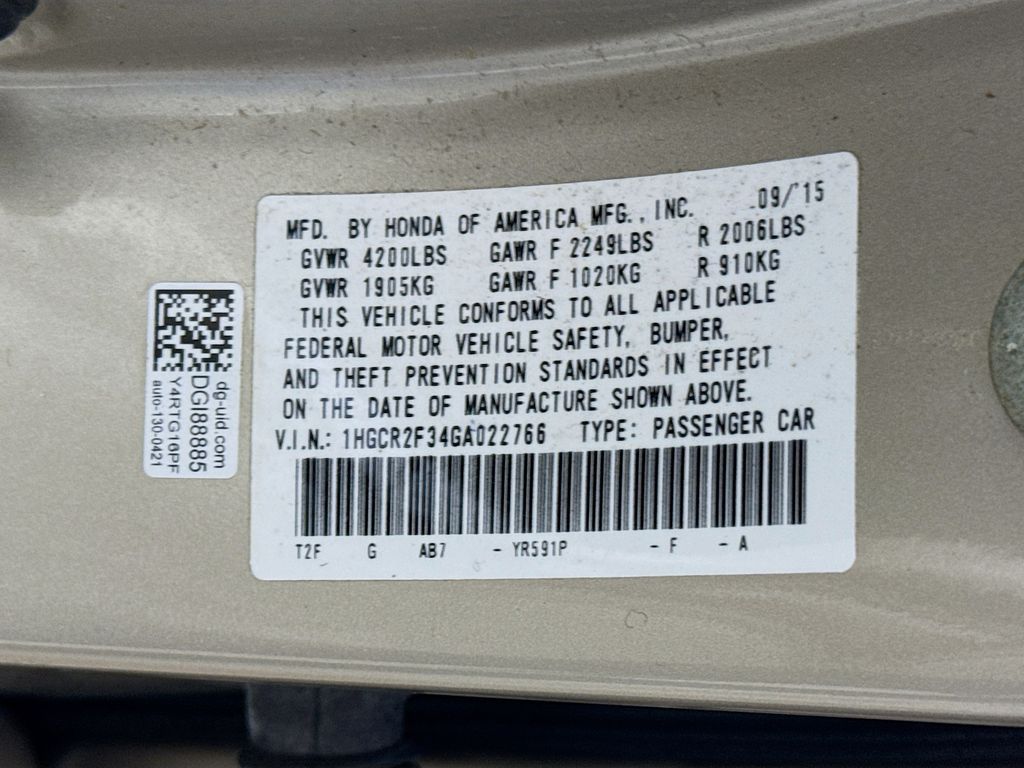 MFD. BY HONDA OF AMERICA MFG., INC. 09/'15
GVWR 4200LBS GAWR F 2249LBS R 2006LBS
GVWR 1905KG GAWR F 1020KG R 910KG
THIS VEHICLE CONFORMS TO ALL APPLICABLE
FEDERAL MOTOR VEHICLE SAFETY, BUMPER,
AND THEFT PREVENTION STANDARDS IN EFFECT
ON THE DATE OF MANUFACTURE SHOWN ABOVE.
V.I.N.: 1HGCR2F34GA022766 TYPE: PASSENGER CAR
T2F G AB7 - YR591P - F - A
dg-uid.com
DGI88885
Y4RTG16PF
auto-130-0421